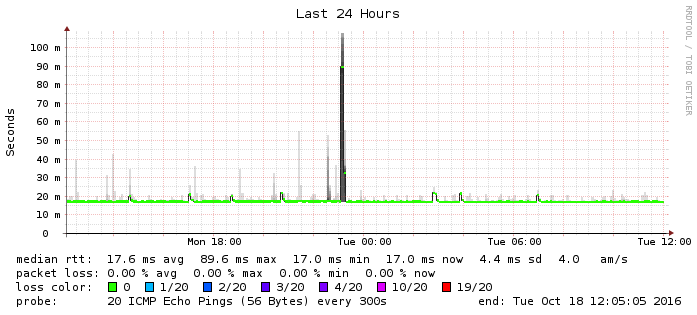 Last 24 Hours
RRDTOOL / TOBI OETIKER
Seconds
100 m
90 m
80 m
70 m
60 m
50 m
40 m
30 m
20 m
10 m
0
Mon 18:00 Tue 00:00 Tue 06:00 Tue 12:00
median rtt: 17.6 ms avg 89.6 ms max 17.0 ms min 17.0 ms now 4.4 ms sd 4.0 am/s
packet loss: 0.00 % avg 0.00 % max 0.00 % min 0.00 % now
loss color: 0 1/20 2/20 3/20 4/20 10/20 19/20
probe: 20 ICMP Echo Pings (56 Bytes) every 300s end: Tue Oct 18 12:05:05 2016